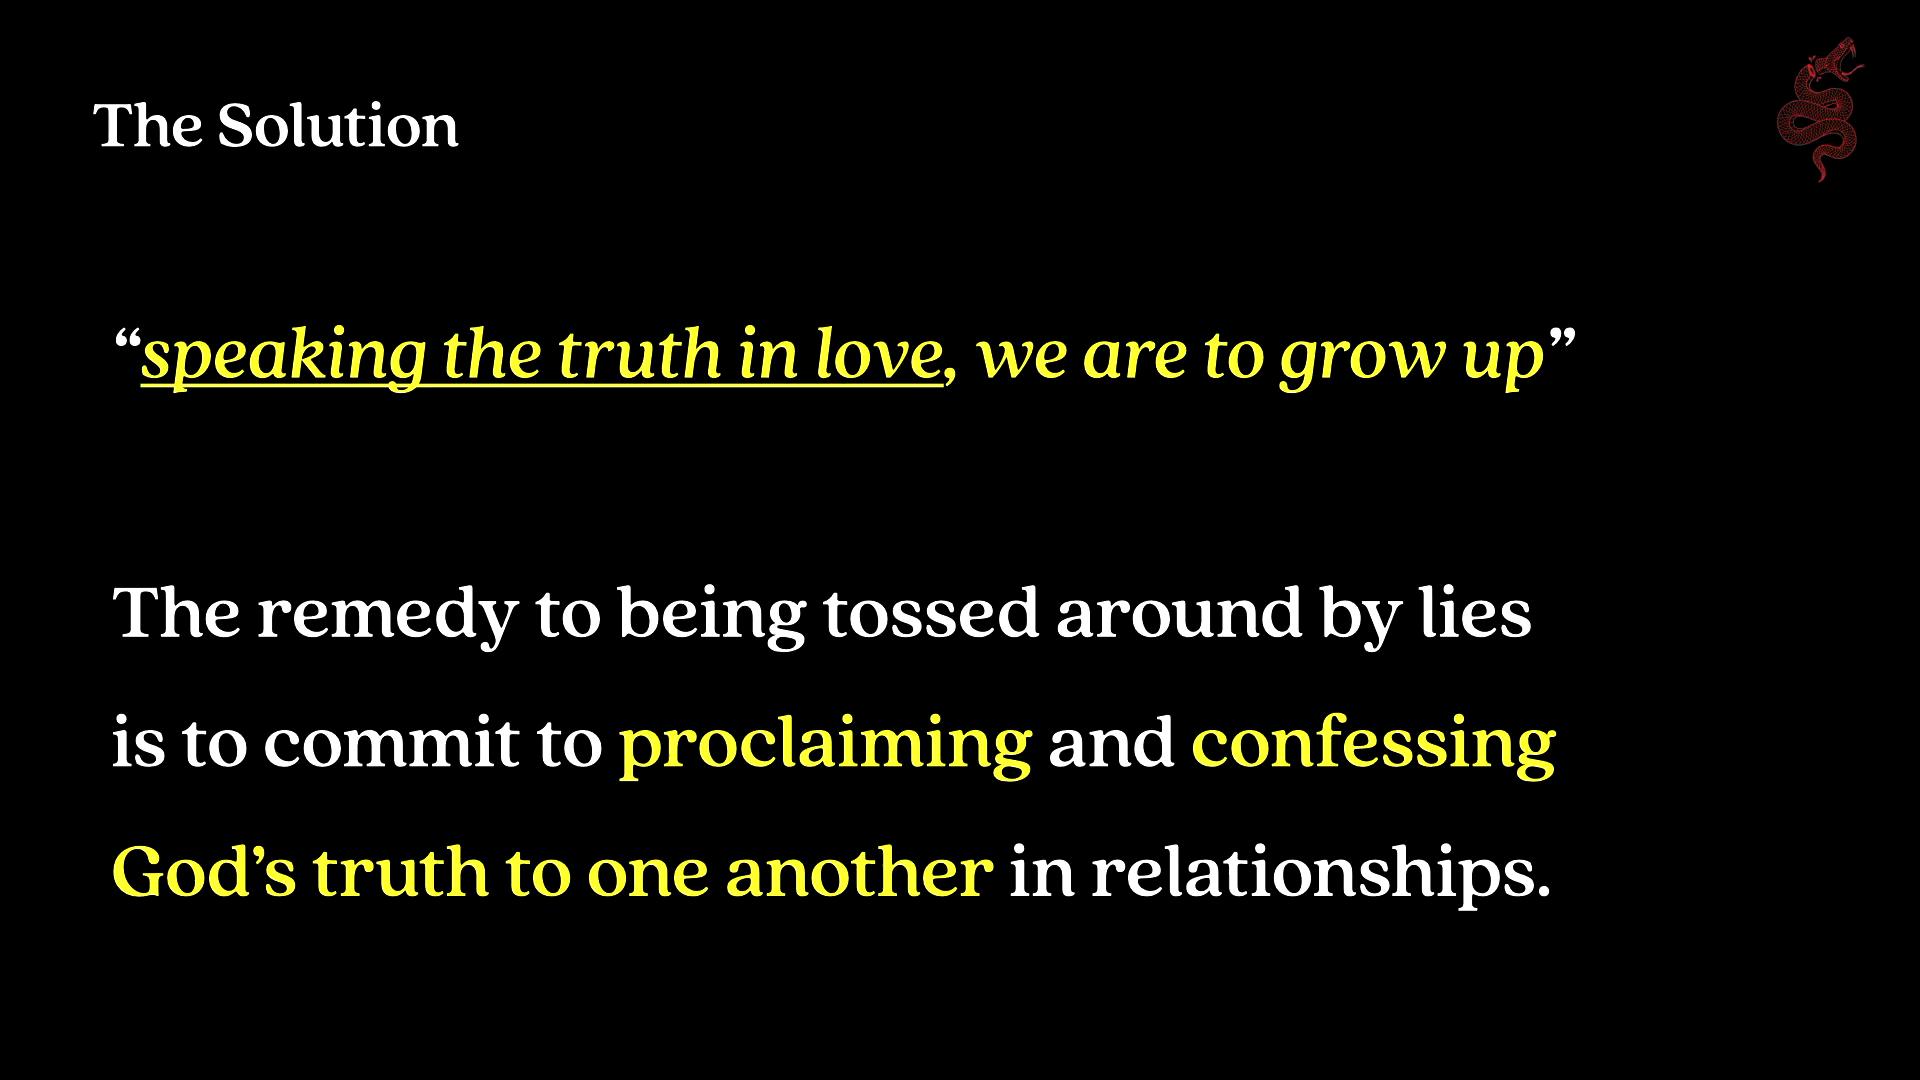 The Solution
“speaking the truth in love, we are to grow up”
The remedy to being tossed around by lies
is to commit to proclaiming and confessing
God’s truth to one another in relationships.